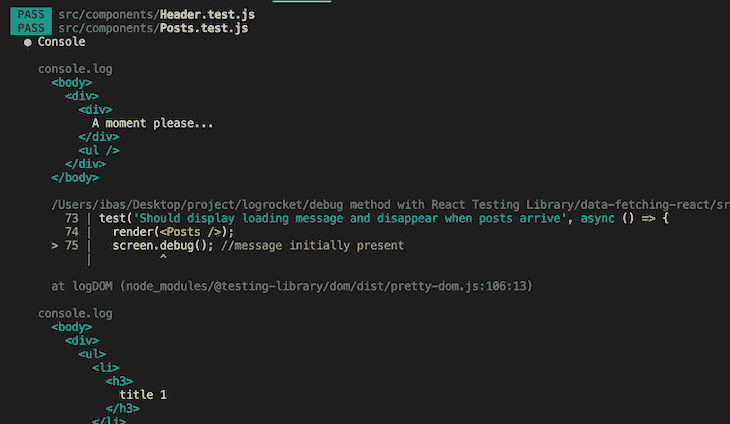 PASS src/components/Header.test.js
PASS src/components/Posts.test.js
● Console
console.log
<body>
<div>
<div>
A moment please...
</div>
<ul />
</div>
</body>
/Users/ibas/Desktop/project/logrocket/debug method with React Testing Library/data-fetching-react/sr
73 | test('Should display loading message and disappear when posts arrive', async () => {
74 | render(<Posts />);
> 75 | screen.debug(); //message initially present
| ^
at logDOM (node_modules/@testing-library/dom/dist/pretty-dom.js:106:13)
console.log
<body>
<div>
<ul>
<li>
<h3>
title 1
</h3>
</li>